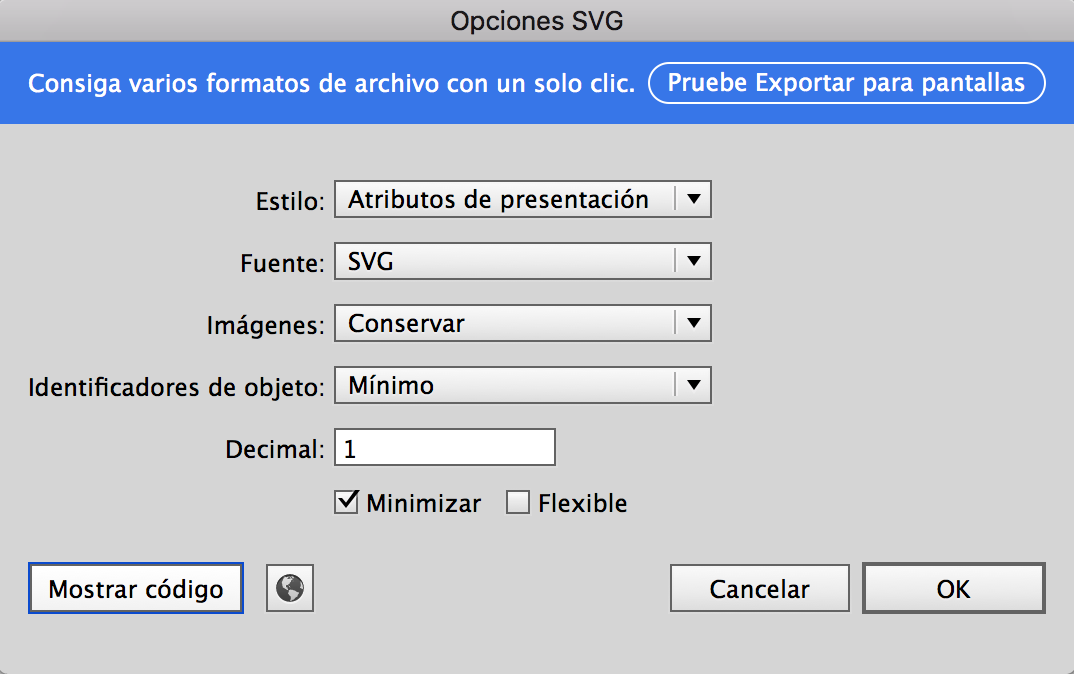 Opciones SVG
Consiga varios formatos de archivo con un solo clic. Pruebe Exportar para pantallas
Estilo: Atributos de presentación
Fuente: SVG
Imágenes: Conservar
Identificadores de objeto: Mínimo
Decimal: 1
Minimizar Flexible
Mostrar código Cancelar OK